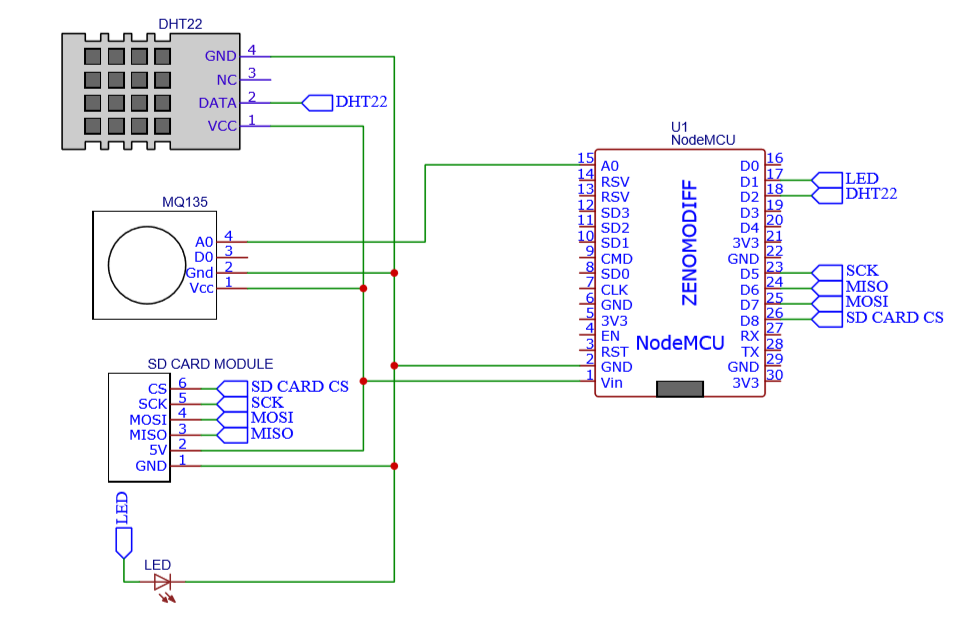 DHT22
GND 4
NC 3
DATA 2
DHT22
VCC 1
MQ135
A0 4
D0 3
Gnd 2
Vcc 1
SD CARD MODULE
CS 6 SD CARD CS
SCK 5 SCK
MOSI 4 MOSI
MISO 3 MISO
5V 2
GND 1
LED
LED
U1
NodeMCU
15 A0
14 RSV
13 RSV
12 SD3
11 SD2
10 SD1
9 CMD
8 SD0
7 CLK
6 GND
5 3V3
4 EN
3 RST
2 GND
1 Vin
ZENOMODIFF
NodeMCU
D0 16
D1 17 LED
D2 18 DHT22
D3 19
D4 20
3V3 21
GND 22
D5 23 SCK
D6 24 MISO
D7 25 MOSI
D8 26 SD CARD CS
RX 27
TX 28
GND 29
3V3 30